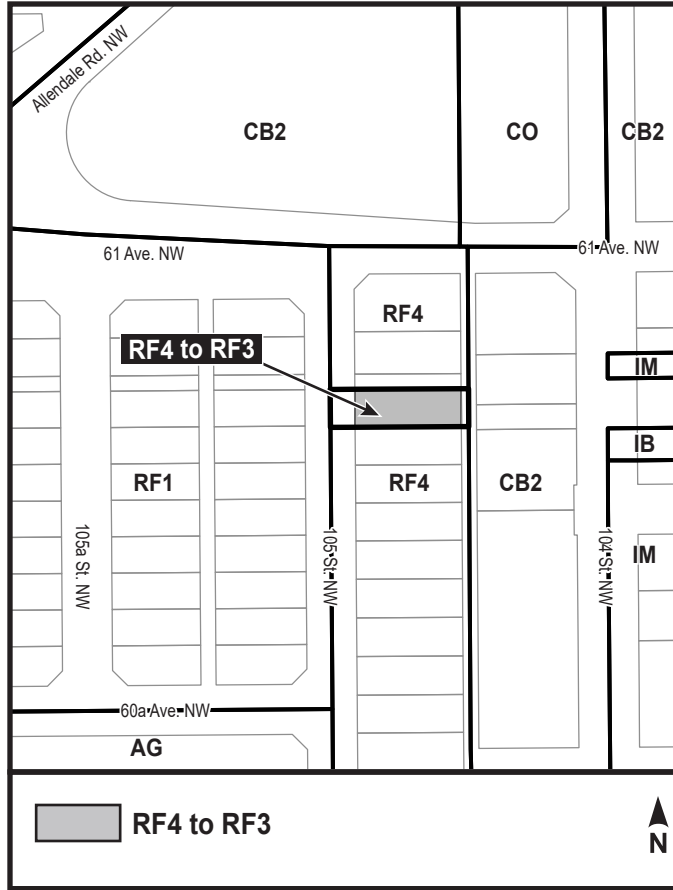 Allendale Rd. NW
CB2
CO
CB2
61 Ave. NW
61 Ave. NW
RF4
RF4 to RF3
IM
IB
RF1
RF4
CB2
105a St. NW
105 St. NW
104 St. NW
IM
60a Ave. NW
AG
RF4 to RF3
N